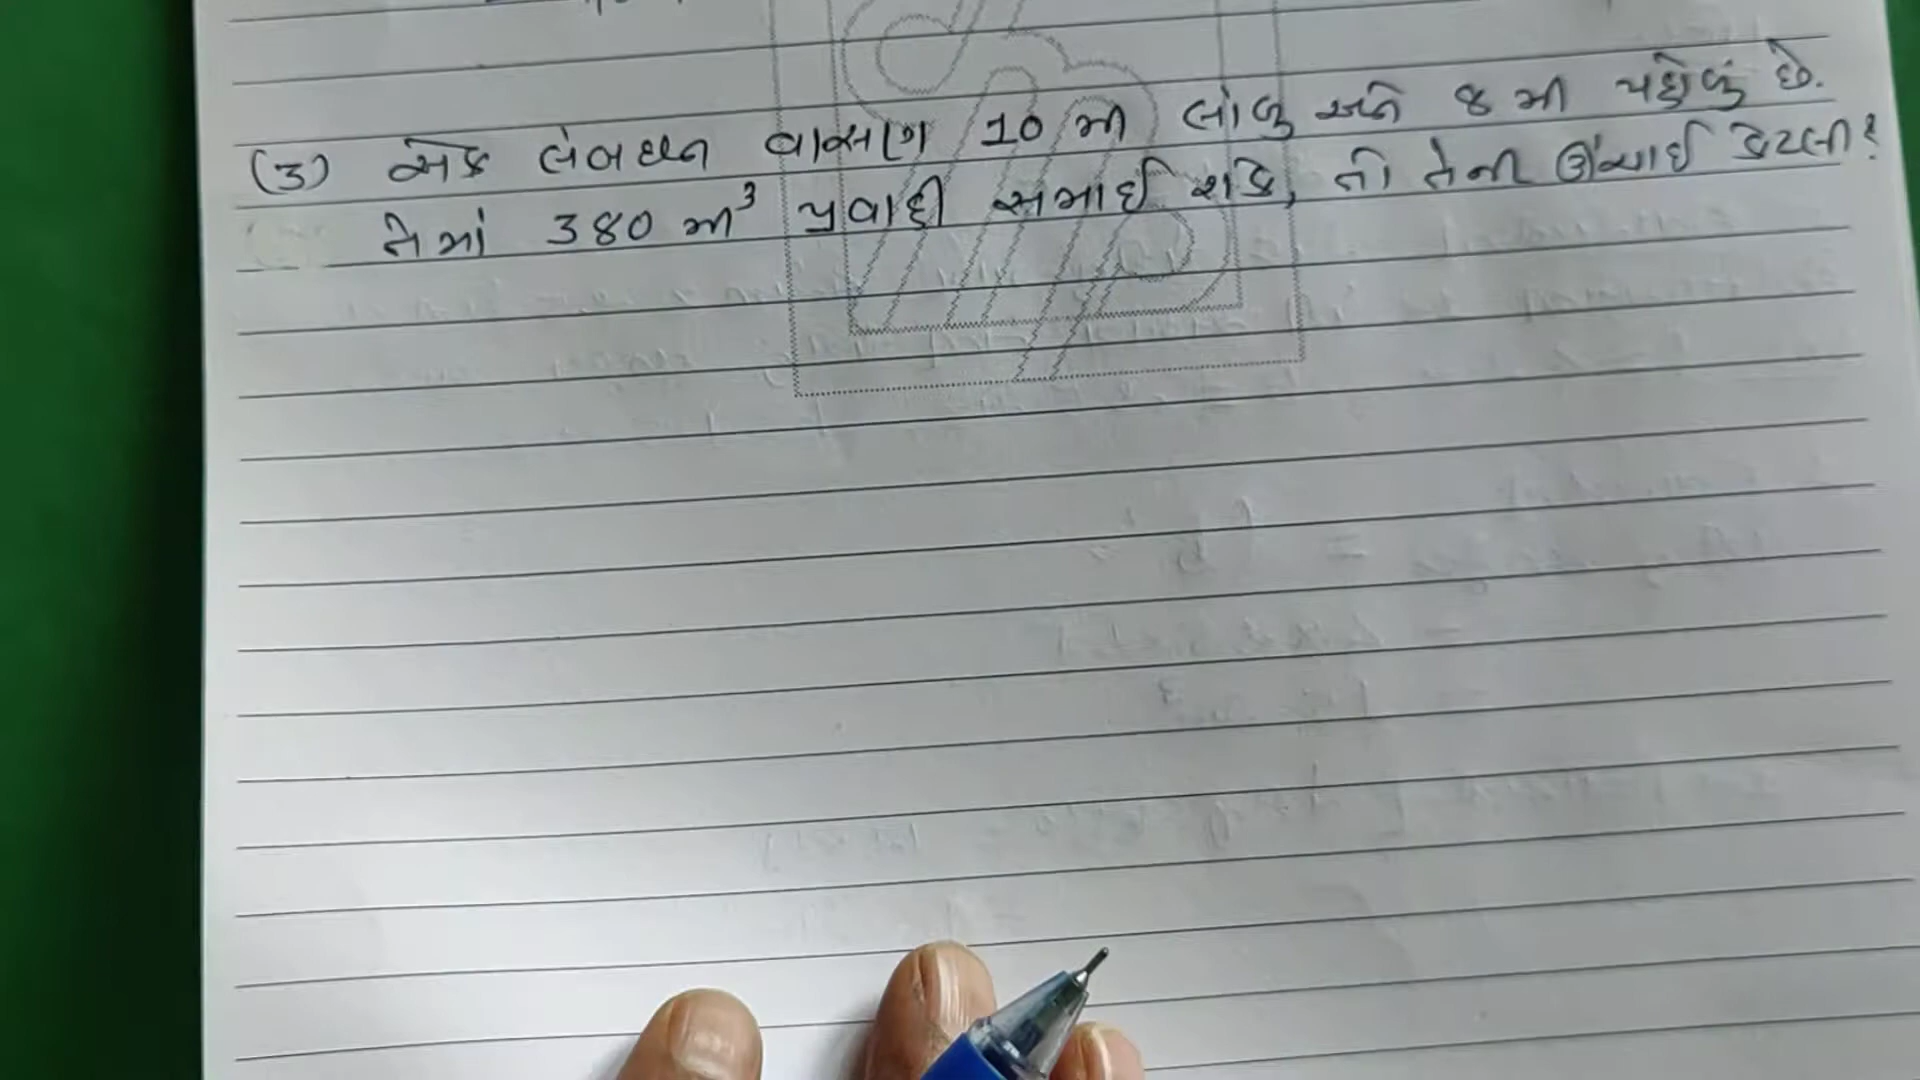 (3) એક લંબઘન વાસણ 10 મી લાંબુ અને 8 મી પહોળું છે.
તેમાં 380 મી³ પ્રવાહી સમાઈ શકે, તો તેની ઊંચાઈ કેટલી?